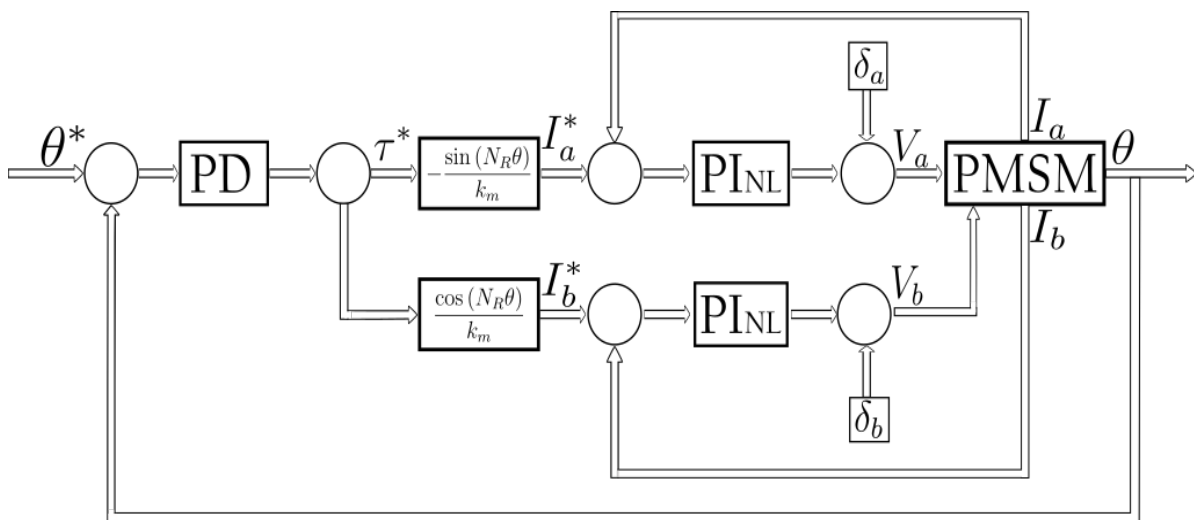 θ*
PD
τ*
−sin (N_Rθ)/k_m
I_a*
PI_NL
δ_a
V_a
I_a
PMSM
θ
I_b
cos (N_Rθ)/k_m
I_b*
PI_NL
V_b
δ_b